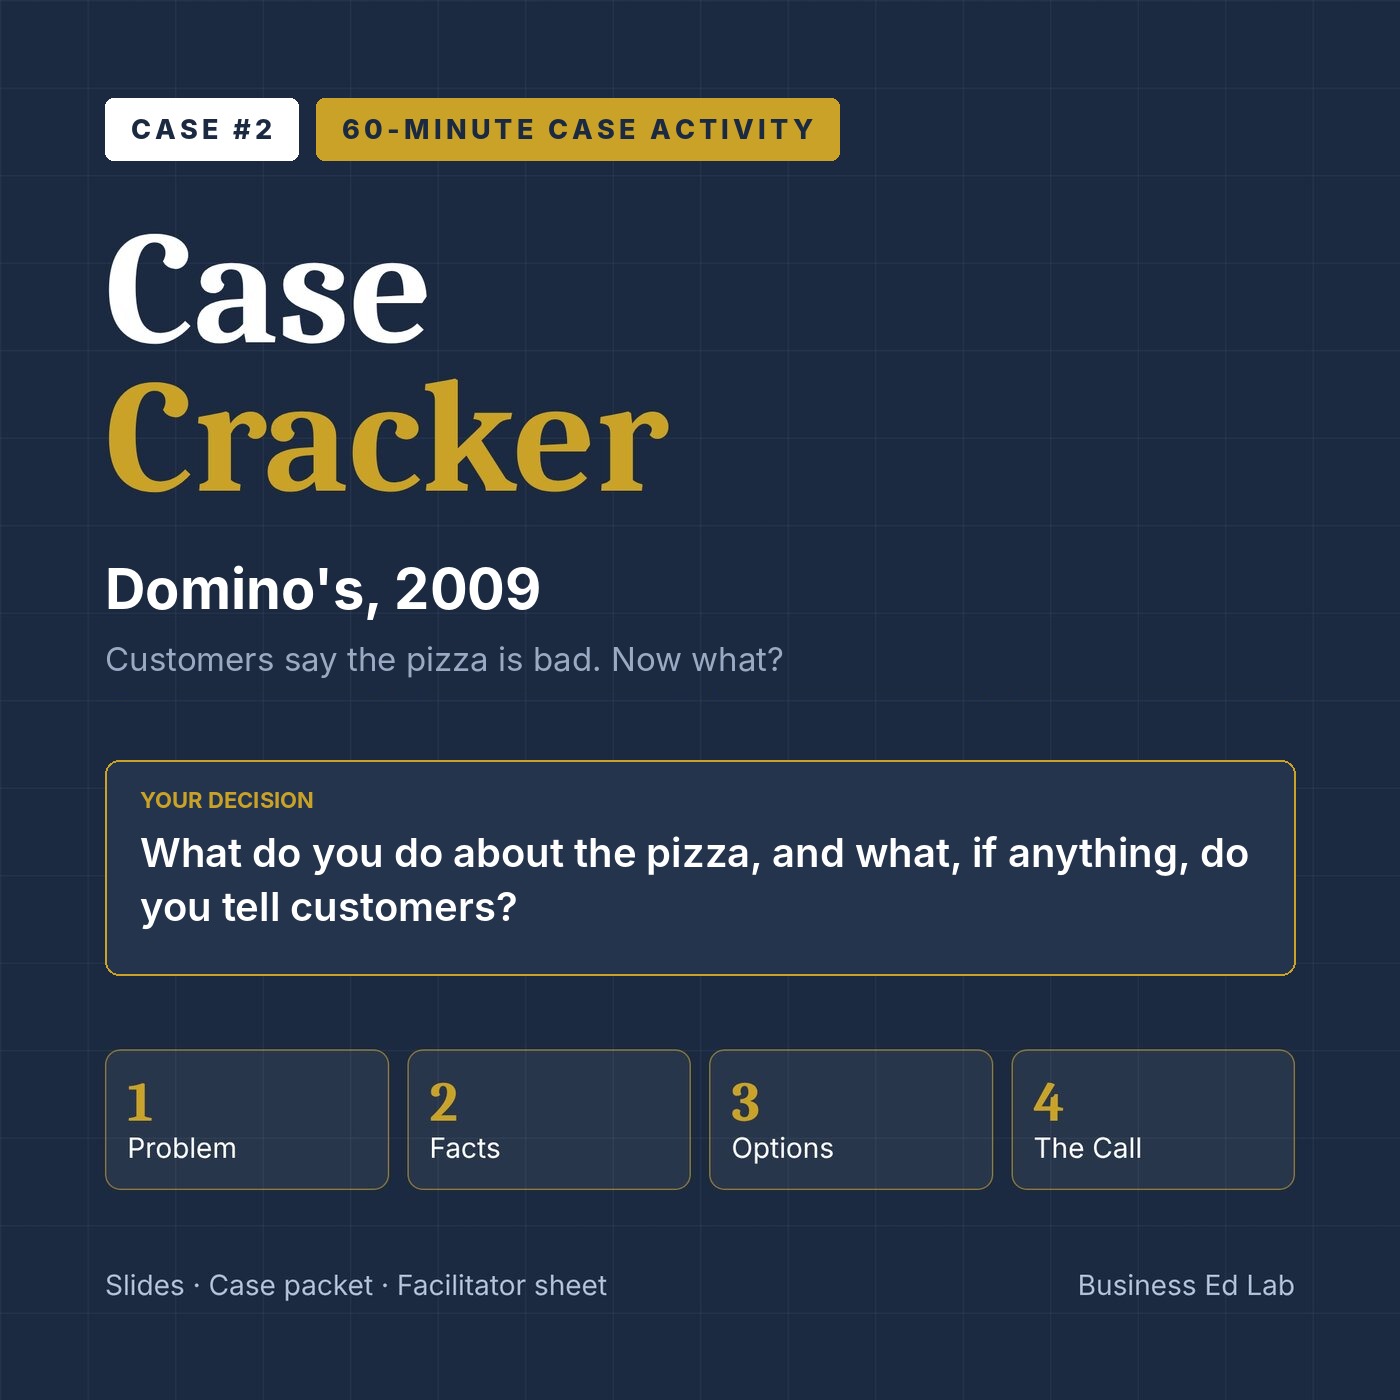 CASE #2
60-MINUTE CASE ACTIVITY
Case
Cracker
Domino's, 2009
Customers say the pizza is bad. Now what?
YOUR DECISION
What do you do about the pizza, and what, if anything, do
you tell customers?
1
Problem
2
Facts
3
Options
4
The Call
Slides · Case packet · Facilitator sheet
Business Ed Lab